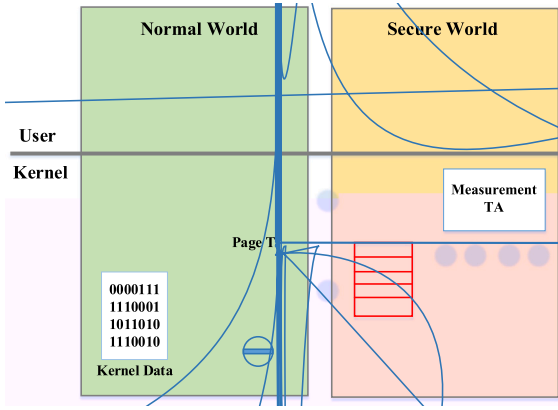 Normal World
Secure World
User
Kernel
Measurement
TA
Page T
0000111
1110001
1011010
1110010
Kernel Data